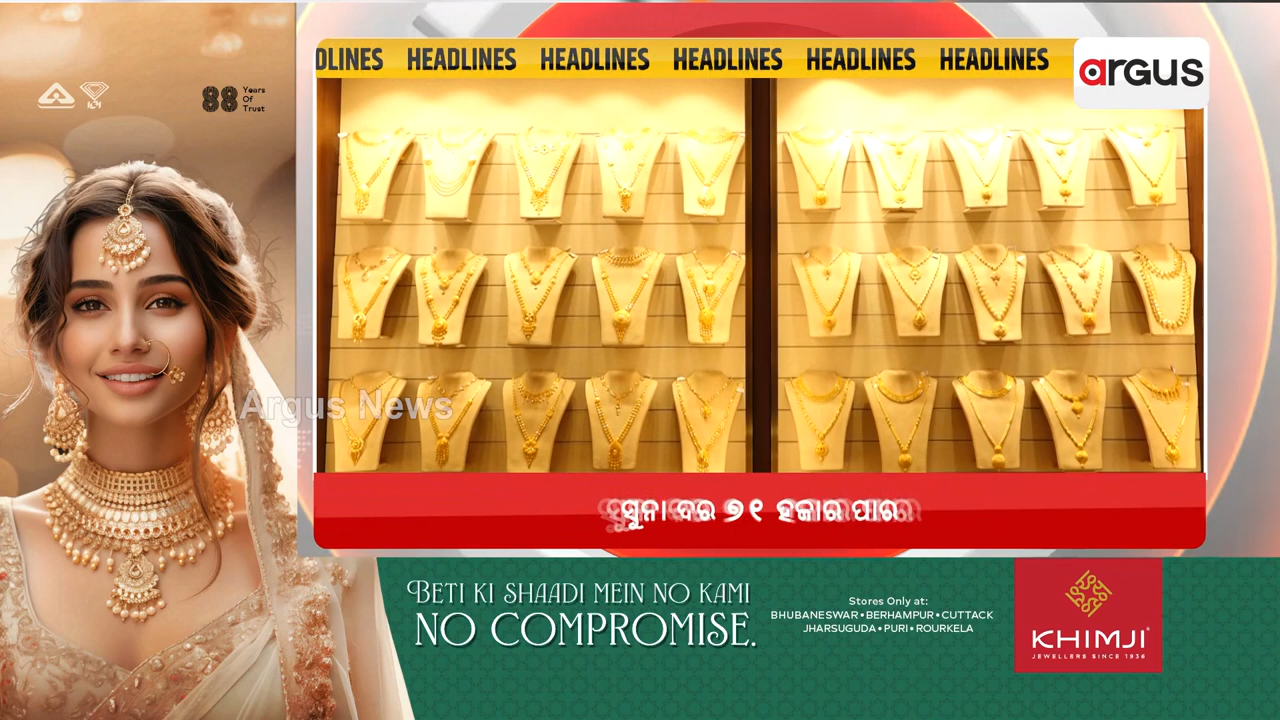 88 Years
Of
Trust
DLINES HEADLINES HEADLINES HEADLINES HEADLINES HEADLINES
argus
Argus News
ସୁନା ଦର ୭୧ ହଜାର ପାର
BETI KI SHAADI MEIN NO KAMI
NO COMPROMISE.
Stores Only at:
BHUBANESWAR • BERHAMPUR • CUTTACK
JHARSUGUDA • PURI • ROURKELA
KHIMJI
JEWELLERS SINCE 1936